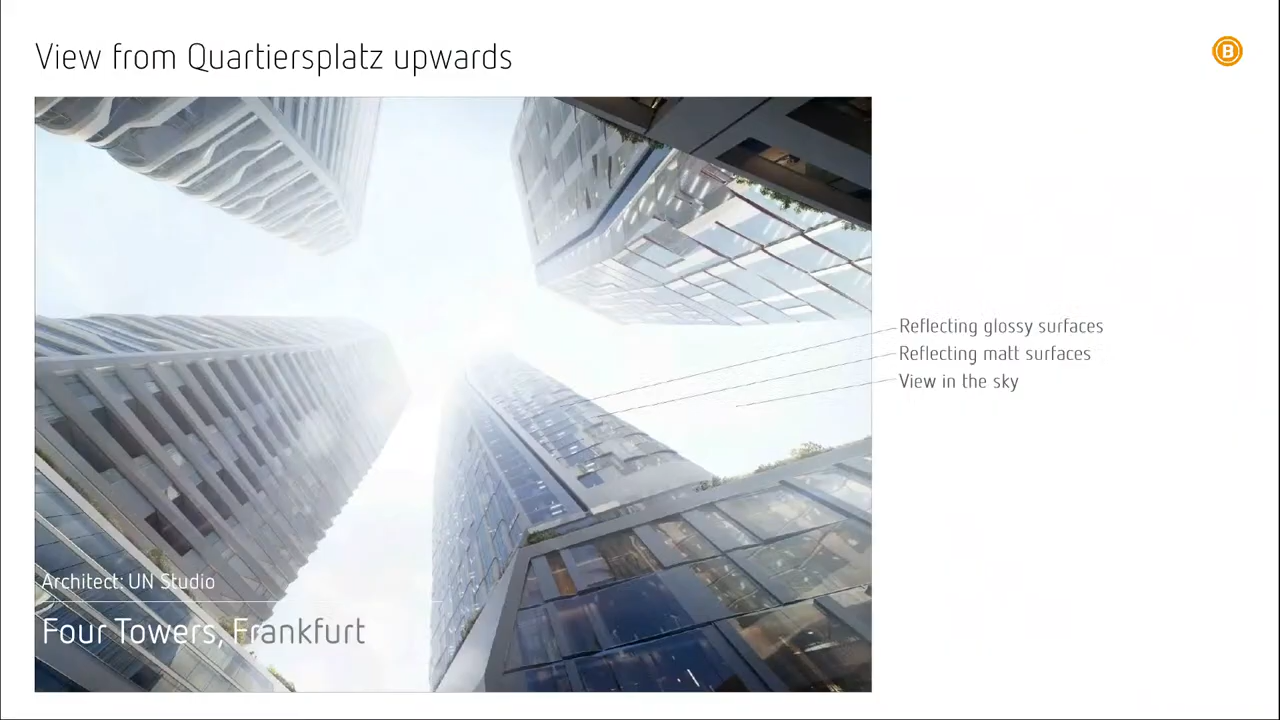 View from Quartiersplatz upwards
B
Reflecting glossy surfaces
Reflecting matt surfaces
View in the sky
Architect: UN Studio
Four Towers, Frankfurt